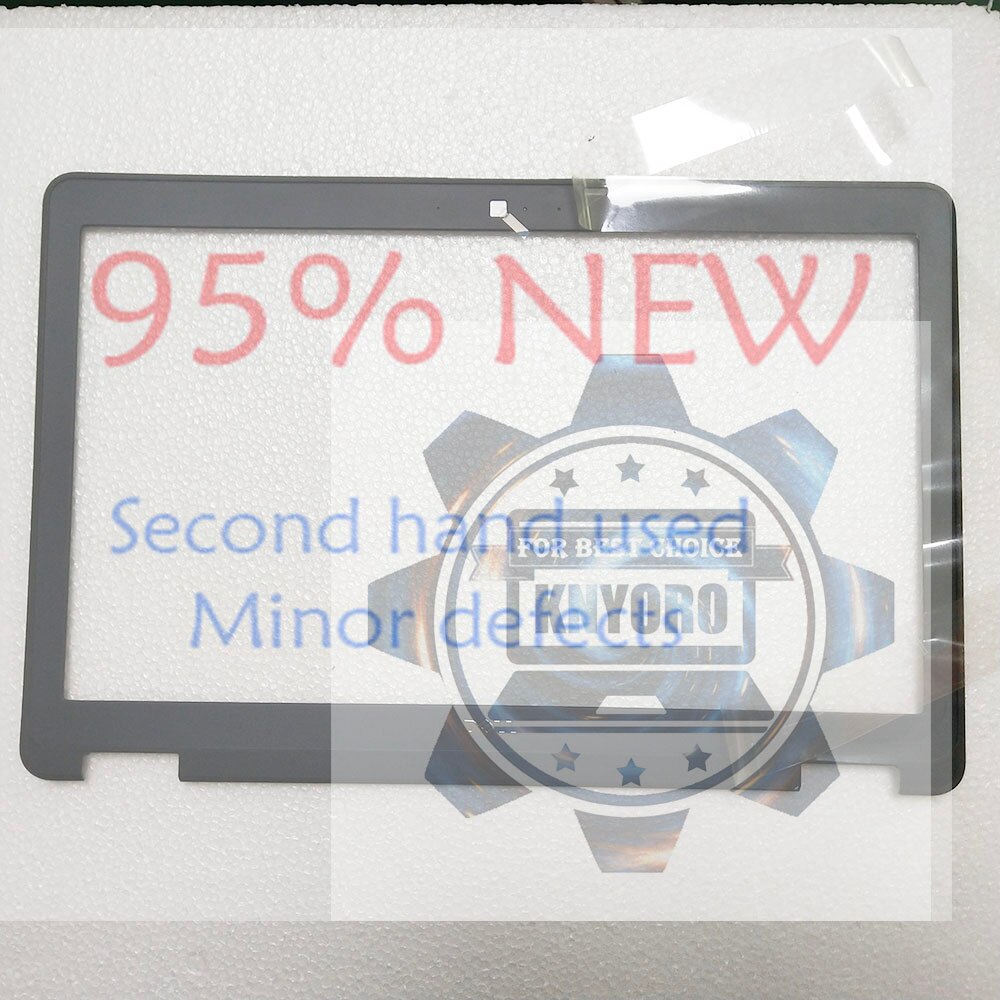 95% NEW
Second hand used
Minor defects
FOR BEST CHOICE
KNYORO